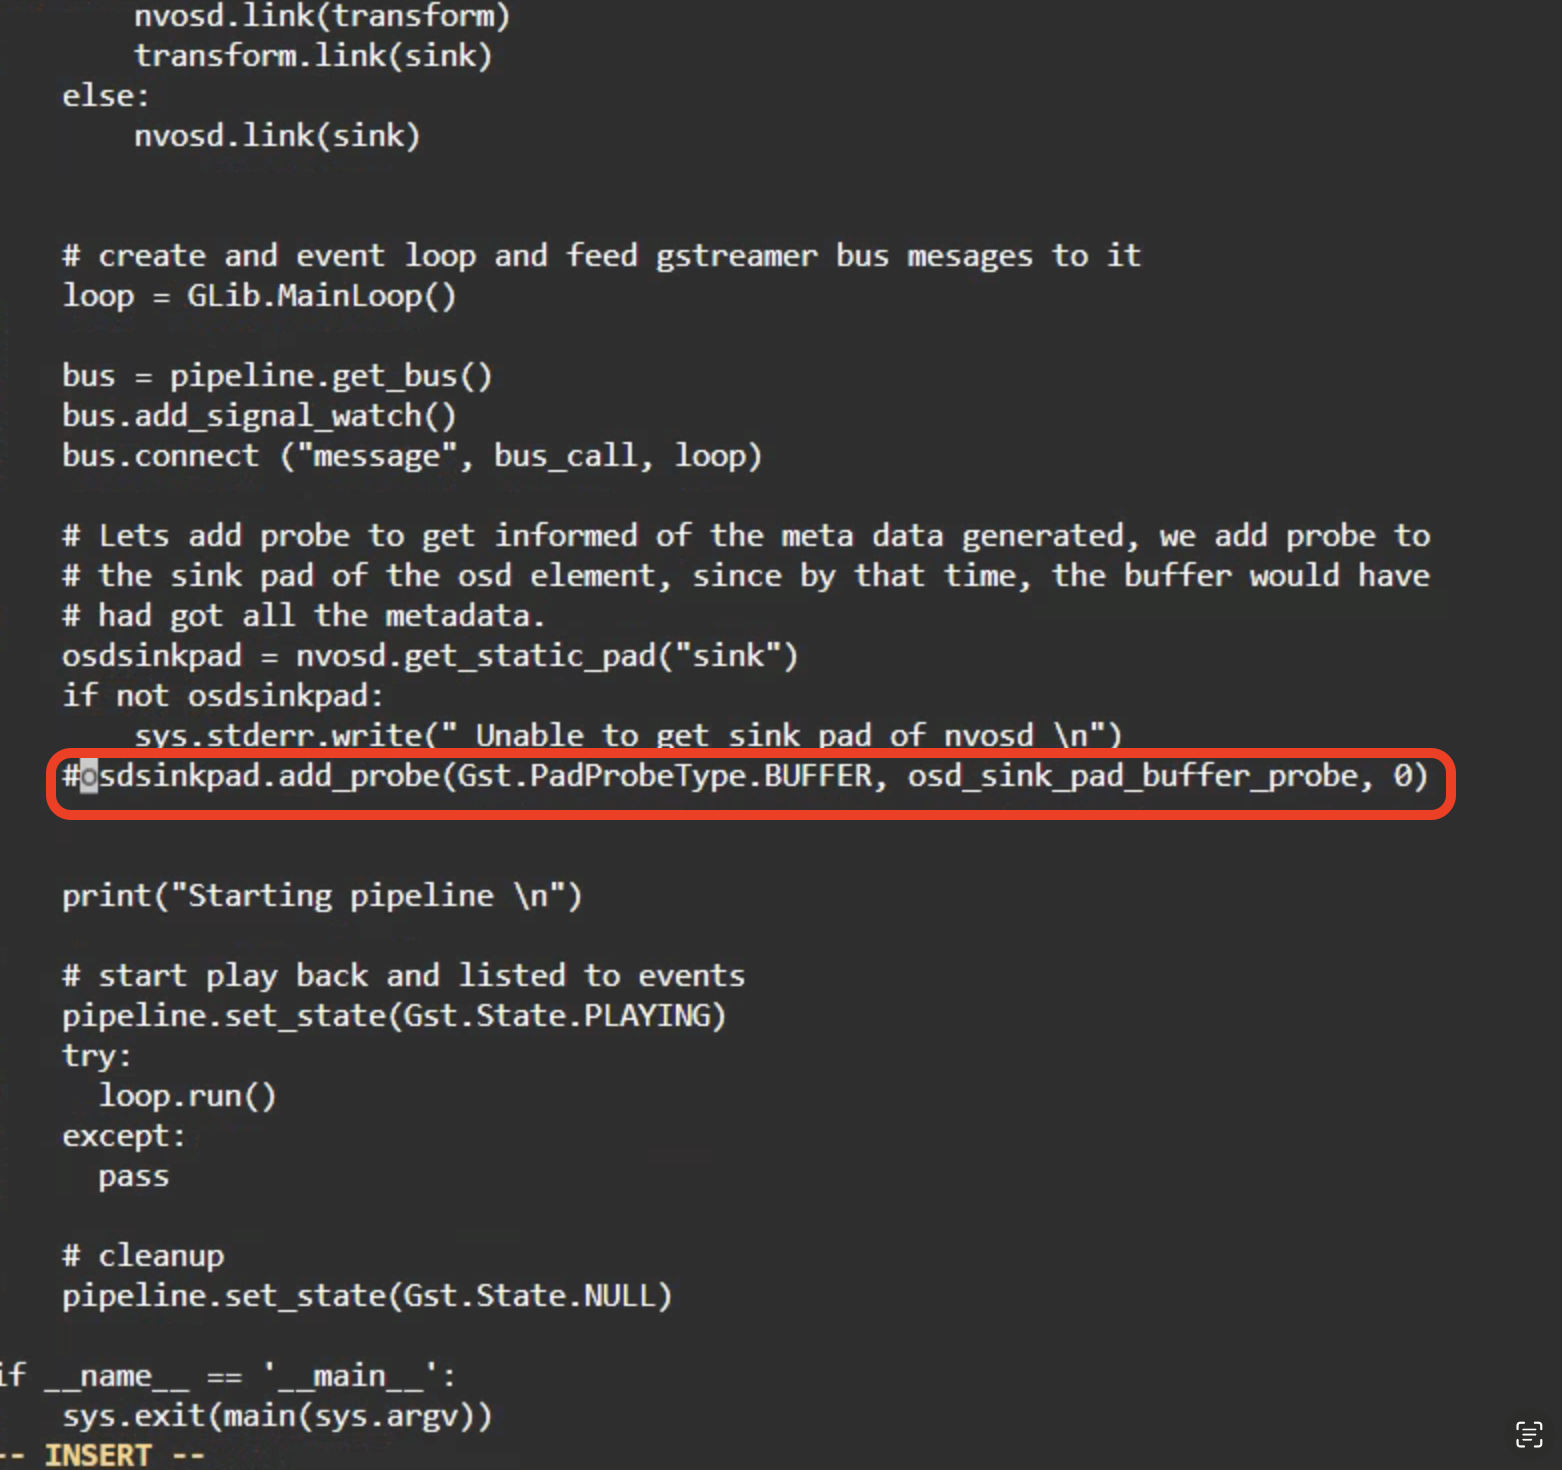 nvosd.link(transform)
transform.link(sink)
else:
nvosd.link(sink)
# create and event loop and feed gstreamer bus mesages to it
loop = GLib.MainLoop()
bus = pipeline.get_bus()
bus.add_signal_watch()
bus.connect ("message", bus_call, loop)
# Lets add probe to get informed of the meta data generated, we add probe to
# the sink pad of the osd element, since by that time, the buffer would have
# had got all the metadata.
osdsinkpad = nvosd.get_static_pad("sink")
if not osdsinkpad:
sys.stderr.write(" Unable to get sink pad of nvosd \n")
#osdsinkpad.add_probe(Gst.PadProbeType.BUFFER, osd_sink_pad_buffer_probe, 0)
print("Starting pipeline \n")
# start play back and listed to events
pipeline.set_state(Gst.State.PLAYING)
try:
loop.run()
except:
pass
# cleanup
pipeline.set_state(Gst.State.NULL)
if __name__ == '__main__':
sys.exit(main(sys.argv))
-- INSERT --